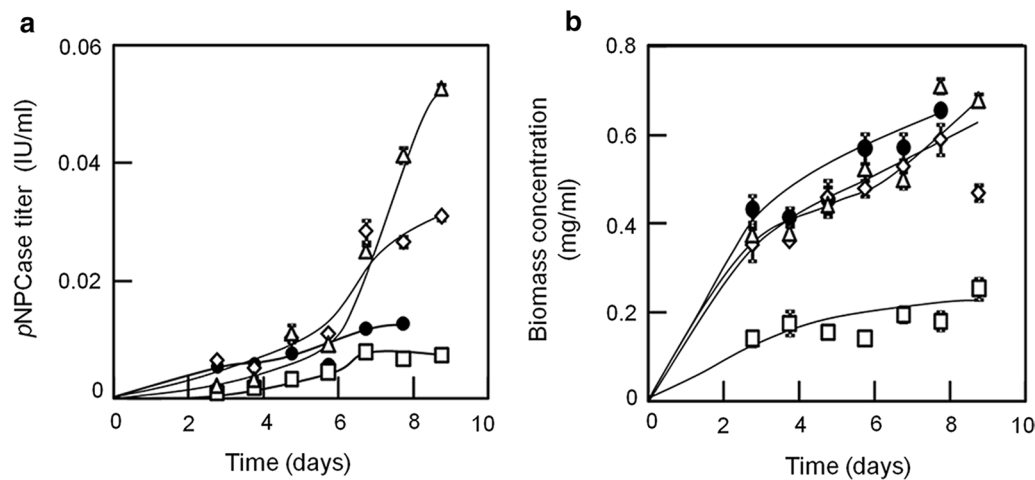 a
0.06
0.04
0.02
0
0 2 4 6 8 10
Time (days)
pNPCase titer (IU/ml)
b
0.8
0.6
0.4
0.2
0
0 2 4 6 8 10
Time (days)
Biomass concentration
(mg/ml)